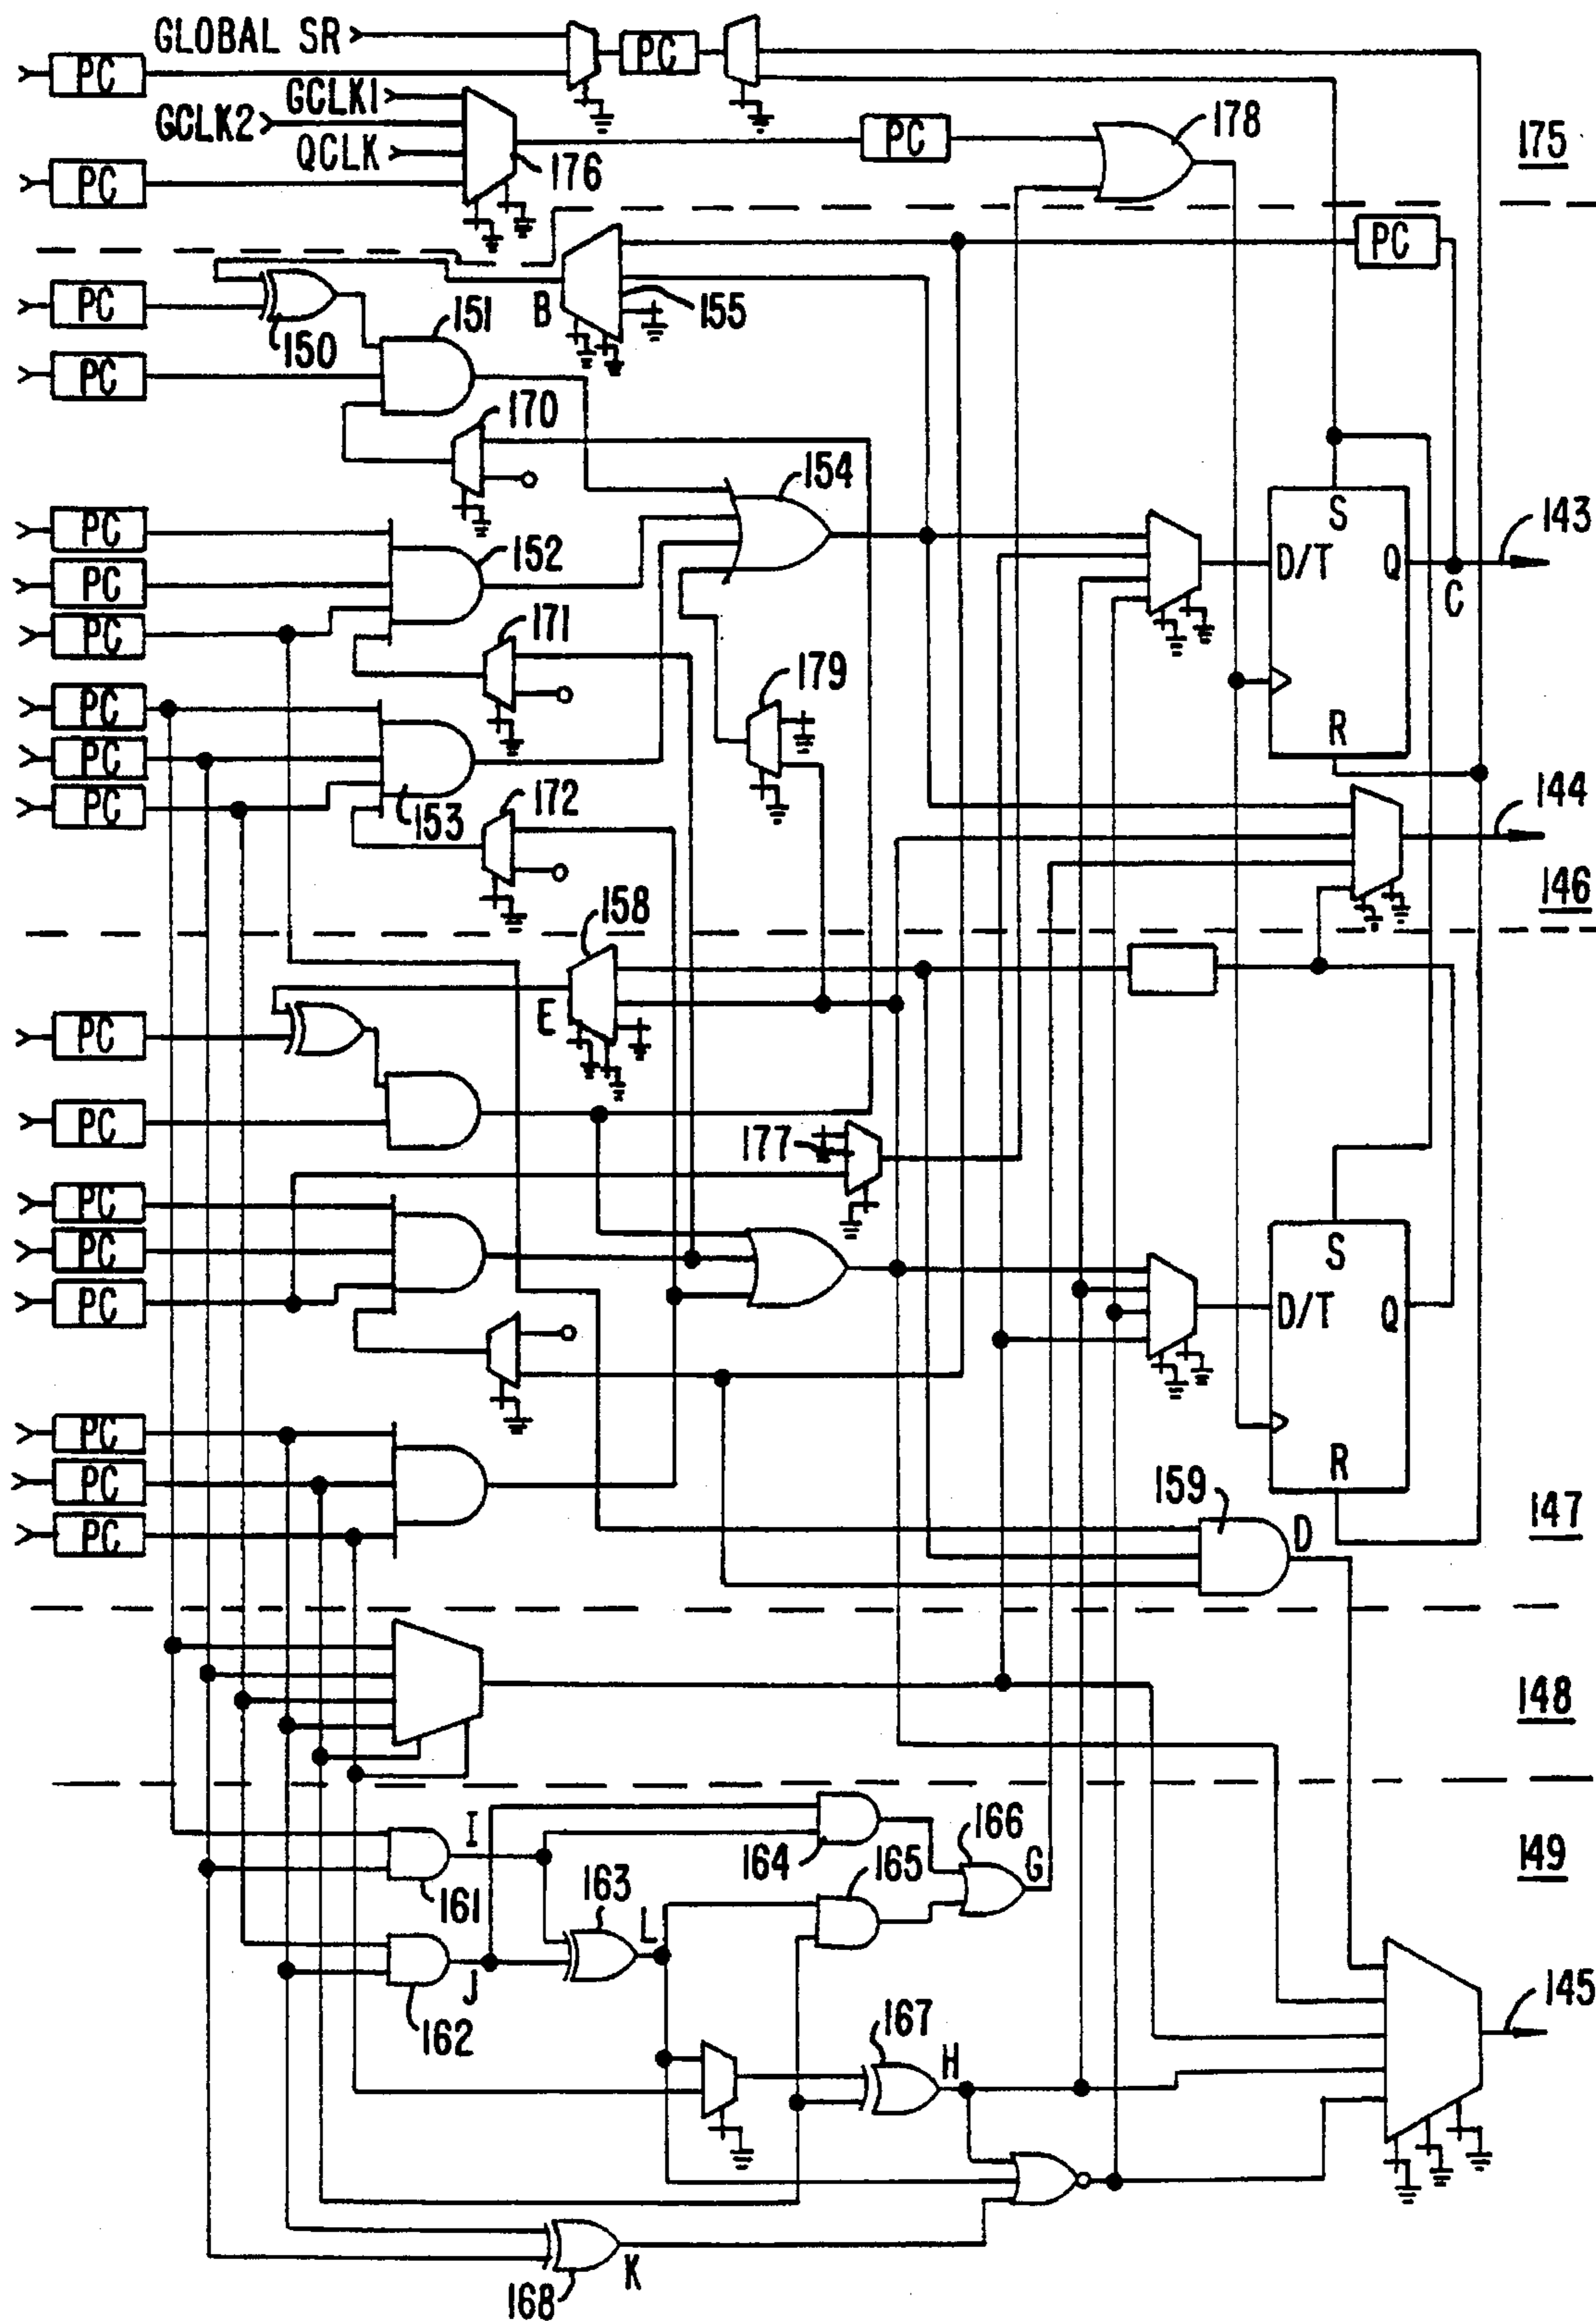 GLOBAL SR
PC
PC
GCLK1
GCLK2
QCLK
176
PC
PC
178
175
PC
PC
150
151
B
155
PC
PC
170
154
PC
152
S
D/T
Q
143
C
PC
PC
171
179
PC
PC
R
PC
153
172
144
158
146
E
PC
PC
177
PC
PC
PC
S
D/T
Q
PC
PC
PC
R
159
D
147
148
I
161
164
165
166
G
149
163
L
J
162
167
H
145
168
K